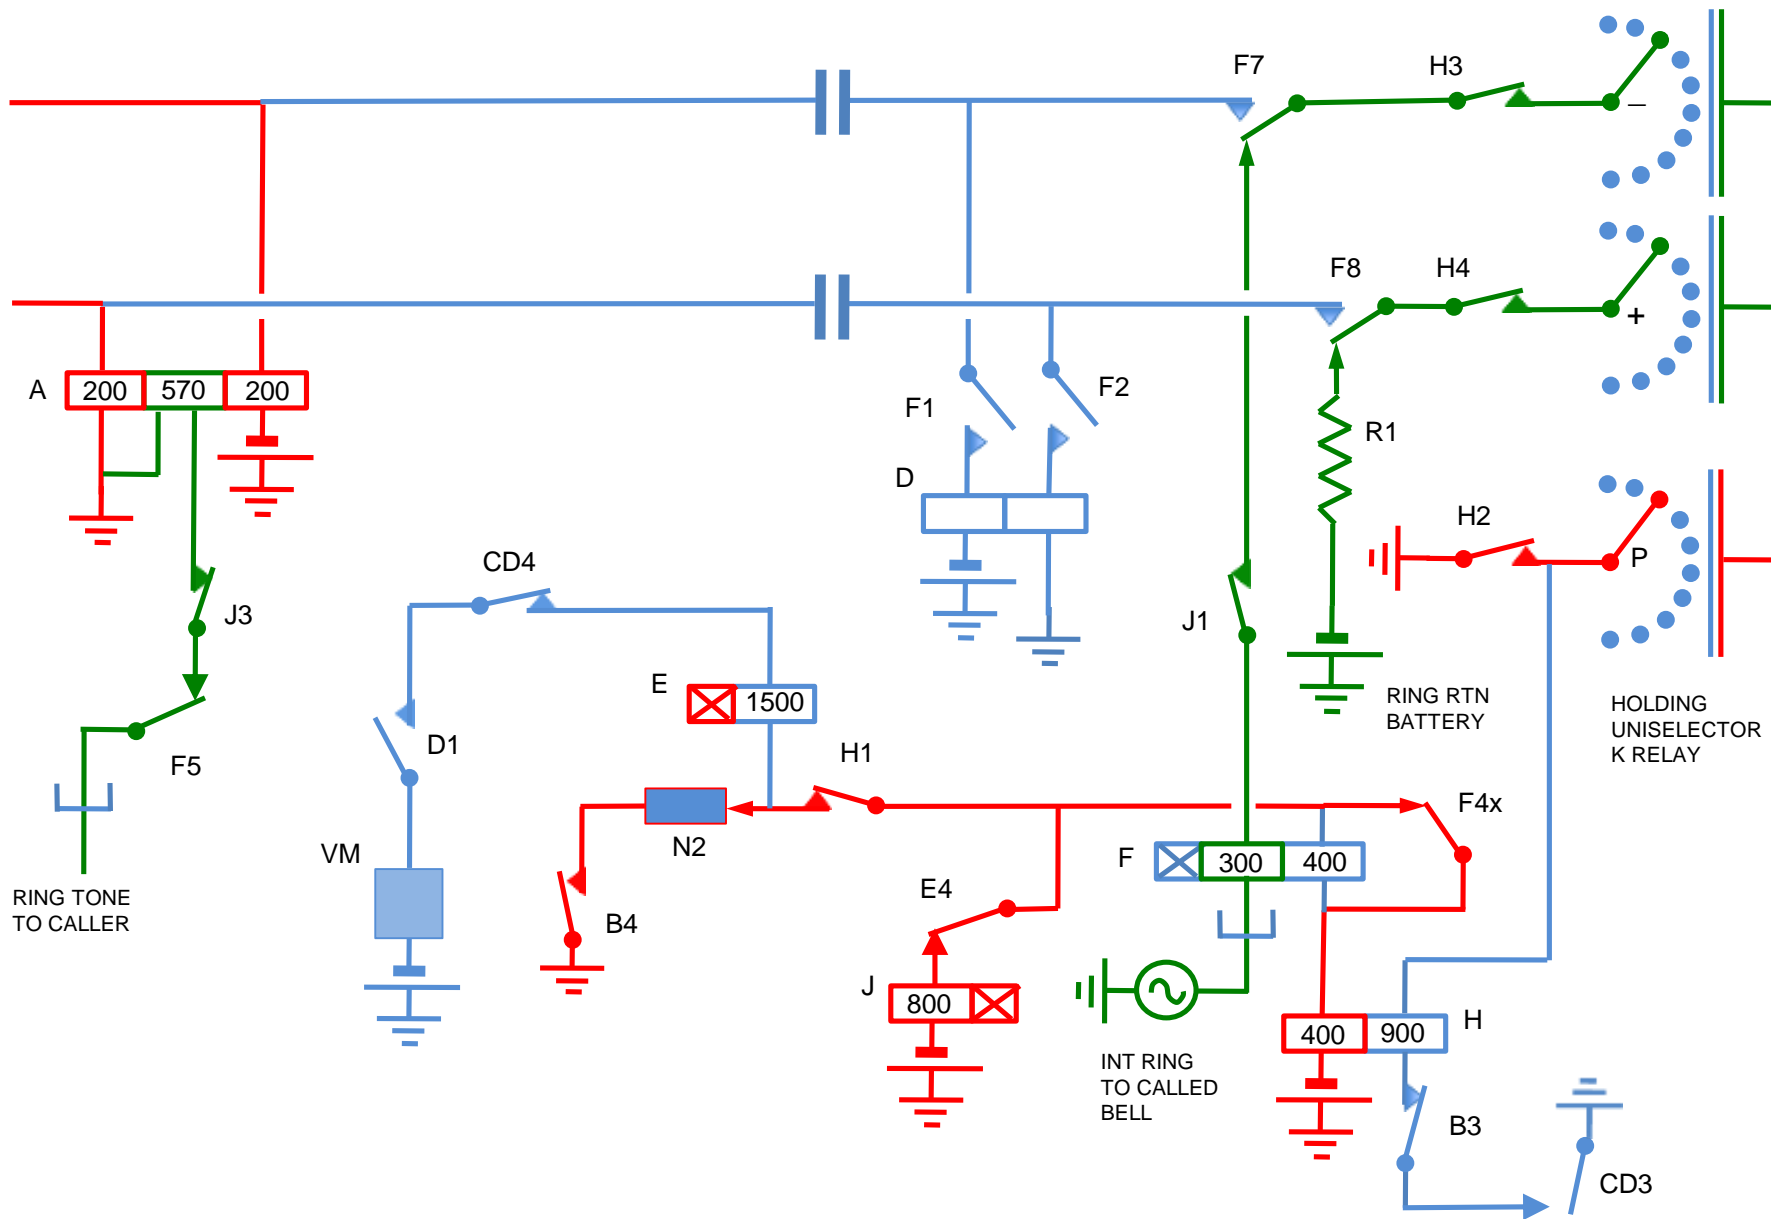 F7
H3
−
F8
H4
+
A
200
570
200
F1
F2
R1
D
H2
P
CD4
J3
J1
E
1500
D1
H1
RING RTN
BATTERY
HOLDING
UNISELECTOR
K RELAY
F5
F4x
N2
VM
F
300
400
RING TONE
TO CALLER
B4
E4
J
800
H
400
900
INT RING
TO CALLED
BELL
B3
CD3